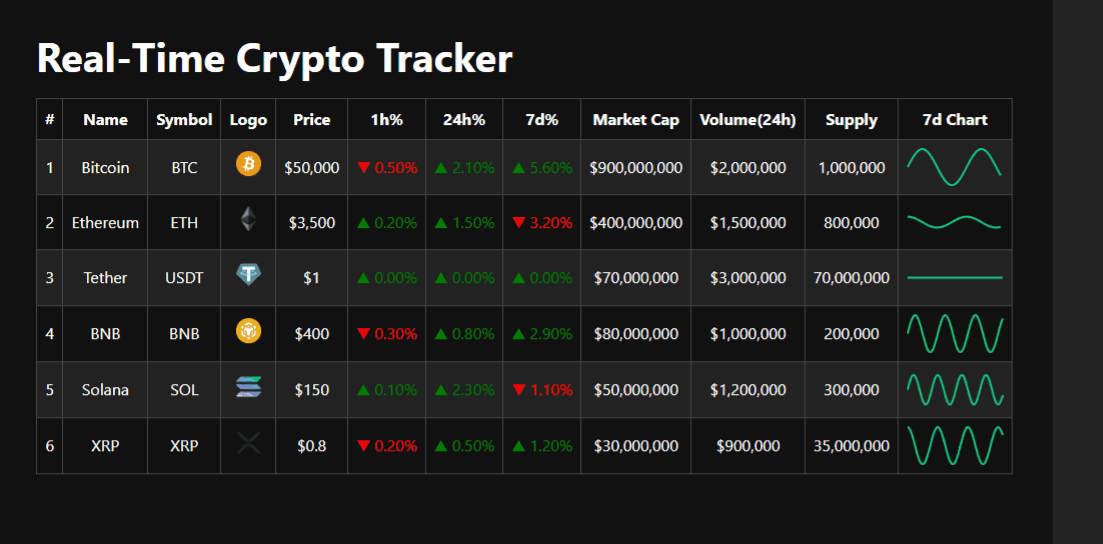 Real-Time Crypto Tracker
# Name Symbol Logo Price 1h% 24h% 7d% Market Cap Volume(24h) Supply 7d Chart
1 Bitcoin BTC $50,000 ▼ 0.50% ▲ 2.10% ▲ 5.60% $900,000,000 $2,000,000 1,000,000
2 Ethereum ETH $3,500 ▲ 0.20% ▲ 1.50% ▼ 3.20% $400,000,000 $1,500,000 800,000
3 Tether USDT $1 ▲ 0.00% ▲ 0.00% ▲ 0.00% $70,000,000 $3,000,000 70,000,000
4 BNB BNB $400 ▼ 0.30% ▲ 0.80% ▲ 2.90% $80,000,000 $1,000,000 200,000
5 Solana SOL $150 ▲ 0.10% ▲ 2.30% ▼ 1.10% $50,000,000 $1,200,000 300,000
6 XRP XRP $0.8 ▼ 0.20% ▲ 0.50% ▲ 1.20% $30,000,000 $900,000 35,000,000